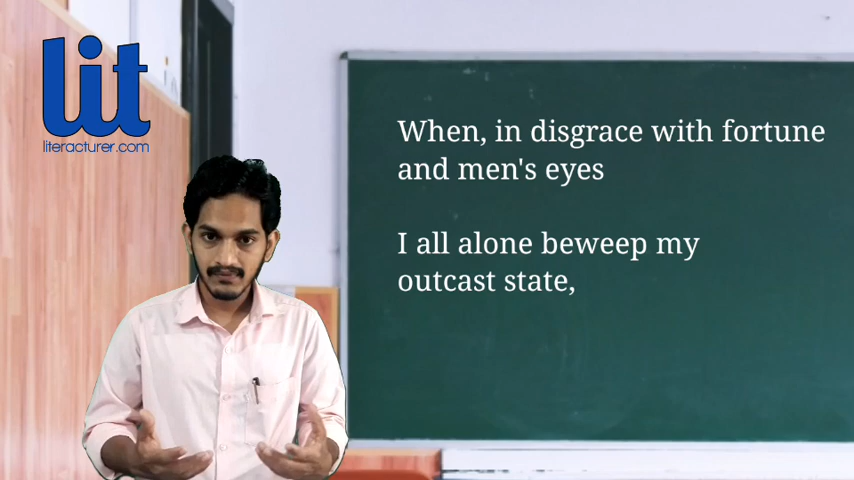 lit
literacturer.com
When, in disgrace with fortune
and men's eyes
I all alone beweep my
outcast state,